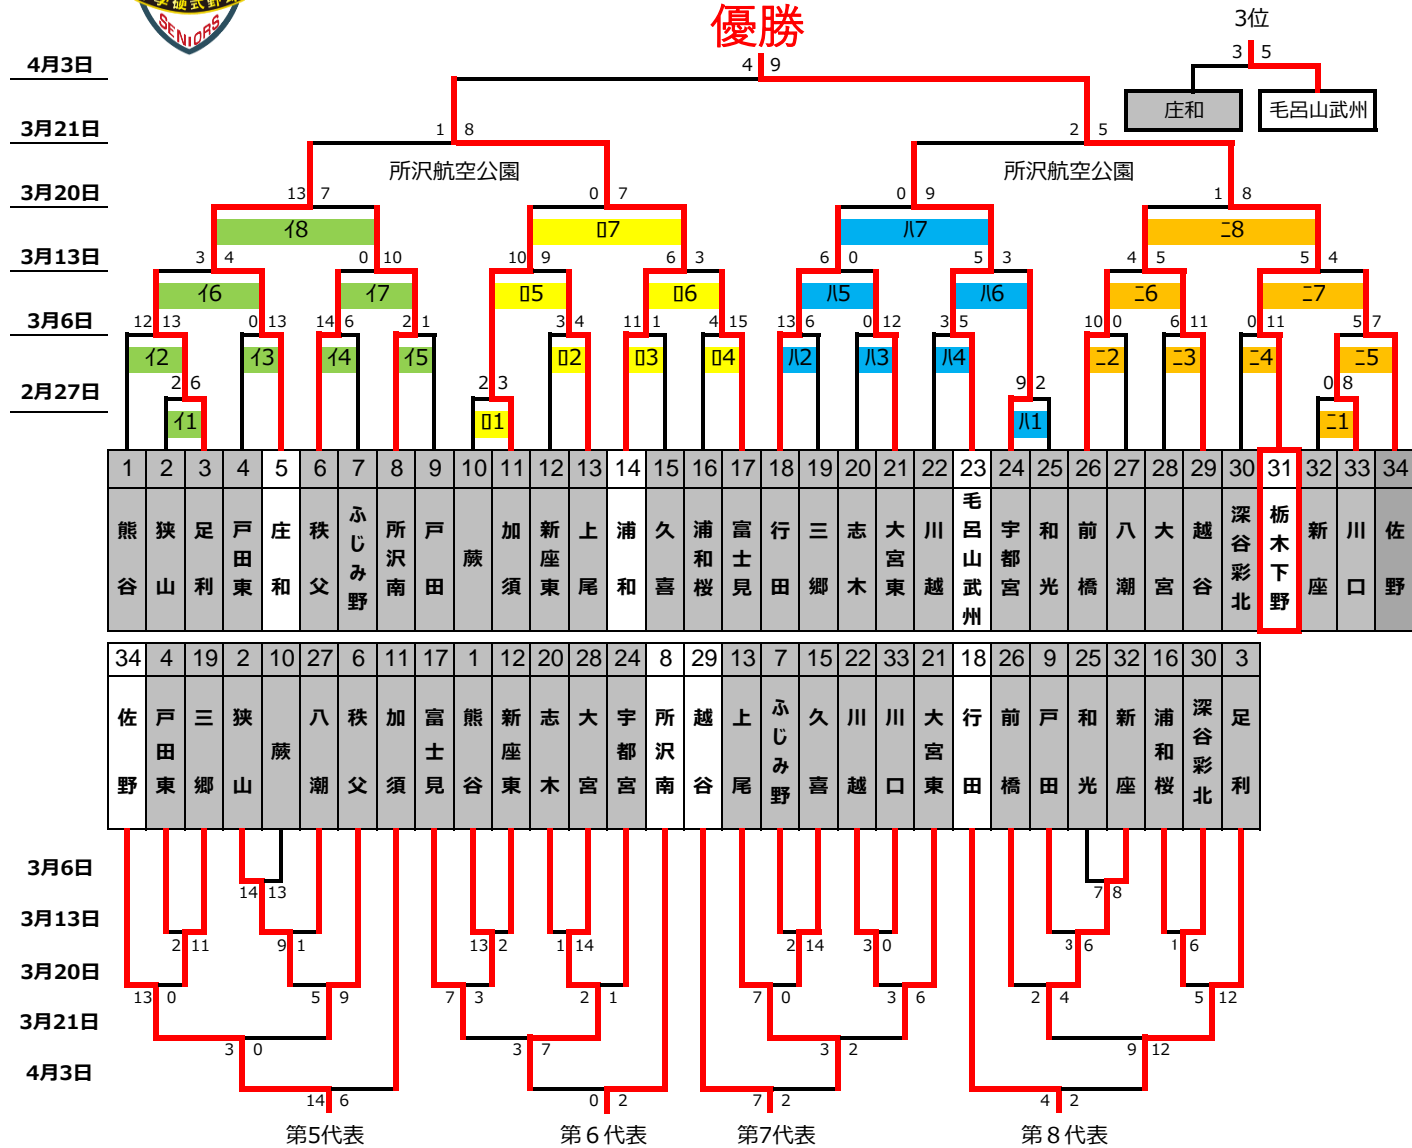 學硬式野球
SENIORS
優勝
3位
4月3日
4 9
3 5
庄和 毛呂山武州
3月21日
1 8 2 5
所沢航空公園 所沢航空公園
3月20日
13 7 0 7 0 9 1 8
イ8 ロ7 ハ7 ニ8
3月13日
3 4 0 10 10 9 6 3 6 0 5 3 4 5 5 4
イ6 イ7 ロ5 ロ6 ハ5 ハ6 ニ6 ニ7
3月6日
12 13 0 13 14 6 2 1 3 4 11 1 4 15 13 6 0 12 3 5 10 0 6 11 0 11 5 7
イ2 イ3 イ4 イ5 ロ2 ロ3 ロ4 ハ2 ハ3 ハ4 ニ2 ニ3 ニ4 ニ5
2月27日
2 6 2 3 9 2 0 8
イ1 ロ1 ハ1 ニ1
1 2 3 4 5 6 7 8 9 10 11 12 13 14 15 16 17 18 19 20 21 22 23 24 25 26 27 28 29 30 31 32 33 34
熊谷 狭山 足利 戸田東 庄和 秩父 ふじみ野 所沢南 戸田 蕨 加須 新座東 上尾 浦和 久喜 浦和桜 富士見 行田 三郷 志木 大宮東 川越 毛呂山武州 宇都宮 和光 前橋 八潮 大宮 越谷 深谷彩北 栃木下野 新座 川口 佐野
34 4 19 2 10 27 6 11 17 1 12 20 28 24 8 29 13 7 15 22 33 21 18 26 9 25 32 16 30 3
佐野 戸田東 三郷 狭山 蕨 八潮 秩父 加須 富士見 熊谷 新座東 志木 大宮 宇都宮 所沢南 越谷 上尾 ふじみ野 久喜 川越 川口 大宮東 行田 前橋 戸田 和光 新座 浦和桜 深谷彩北 足利
3月6日
14 13 7 8
3月13日
2 11 9 1 13 2 1 14 2 14 3 0 3 6 1 6
3月20日
13 0 5 9 7 3 2 1 7 0 3 6 2 4 5 12
3月21日
3 0 3 7 3 2 9 12
4月3日
14 6 0 2 7 2 4 2
第5代表 第６代表 第7代表 第８代表